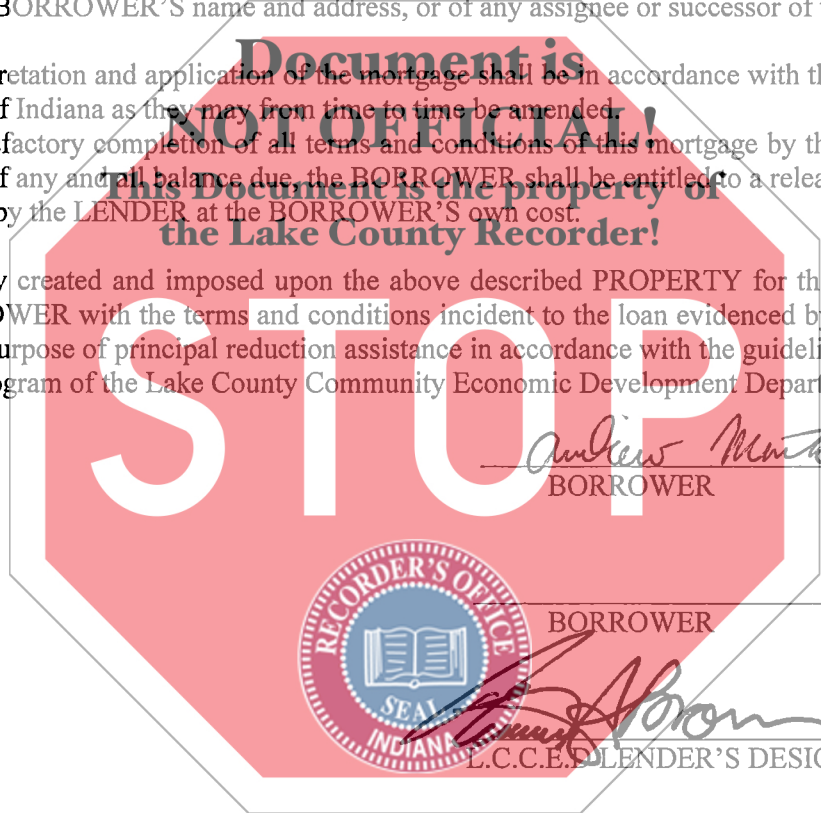 BORROWER'S name and address, or of any assignee or successor of
Document is
retation and application of the mortgage shall be in accordance with th
f Indiana as they may from time to time be amended.
NOT OFFICIAL!
factory completion of all terms and conditions of this mortgage by th
f any and all balance due, the BORROWER shall be entitled to a relea
This Document is the property of
by the LENDER at the BORROWER'S own cost.
the Lake County Recorder!
y created and imposed upon the above described PROPERTY for th
OWER with the terms and conditions incident to the loan evidenced b
urpose of principal reduction assistance in accordance with the guideli
gram of the Lake County Community Economic Development Depart
STOP
Andrew
BORROWER
RECORDER'S OFFICE
BORROWER
SEAL
INDIANA
L.C.C.E.D LENDER'S DESIG